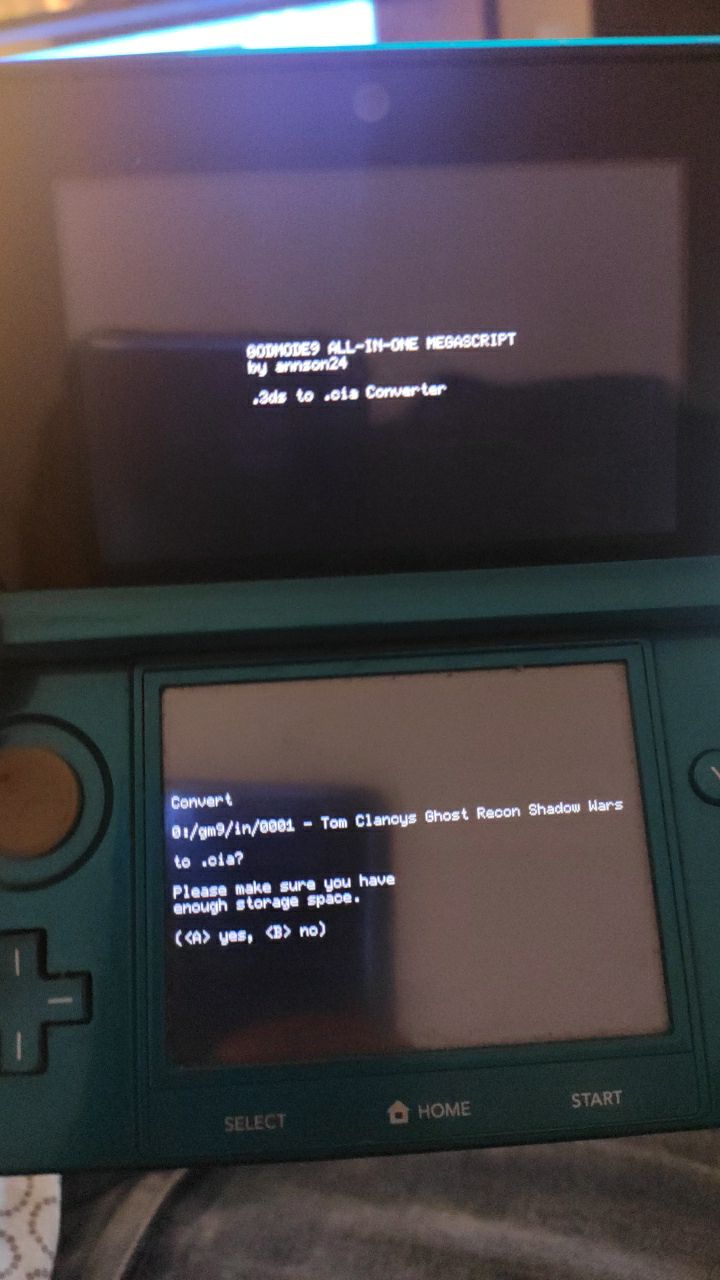 GODMODE9 ALL-IN-ONE MEGASCRIPT
by annson24
.3ds to .cia Converter
Convert
0:/gm9/in/0001 - Tom Clancys Ghost Recon Shadow Wars
to .cia?
Please make sure you have
enough storage space.
(<A> yes, <B> no)
SELECT
HOME
START